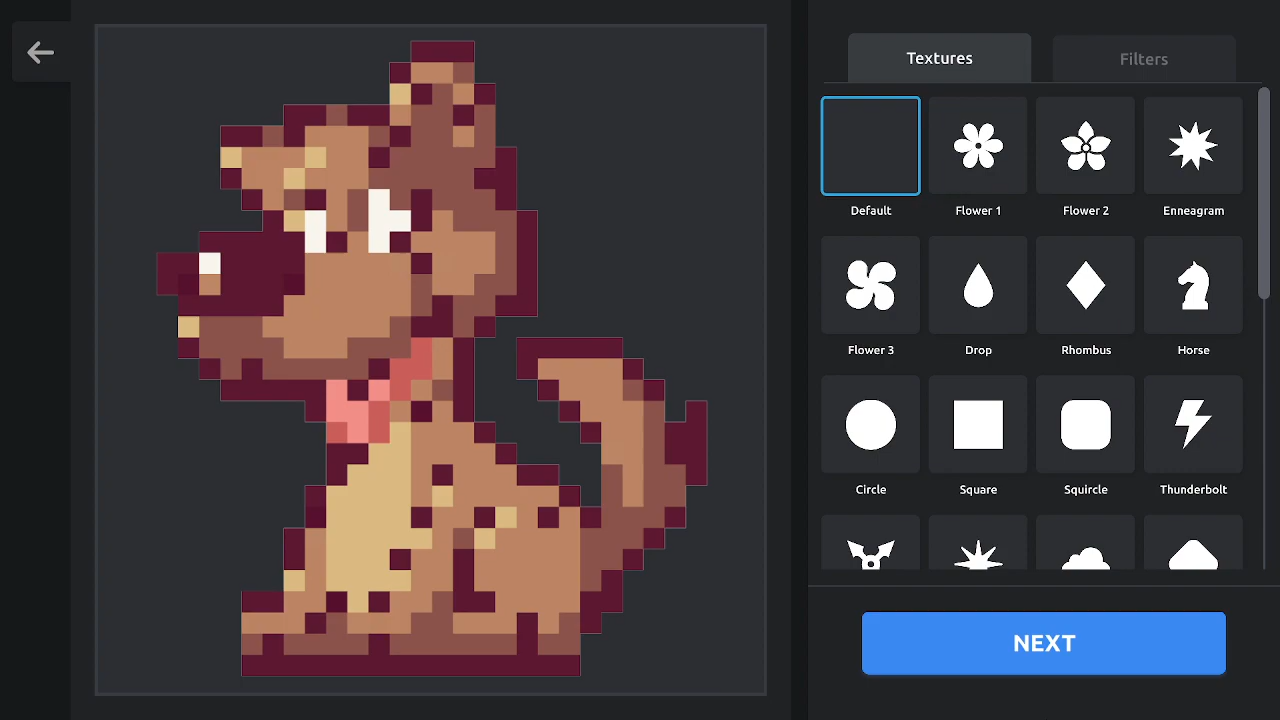 Textures Filters
Default Flower 1 Flower 2 Enneagram
Flower 3 Drop Rhombus Horse
Circle Square Squircle Thunderbolt
NEXT